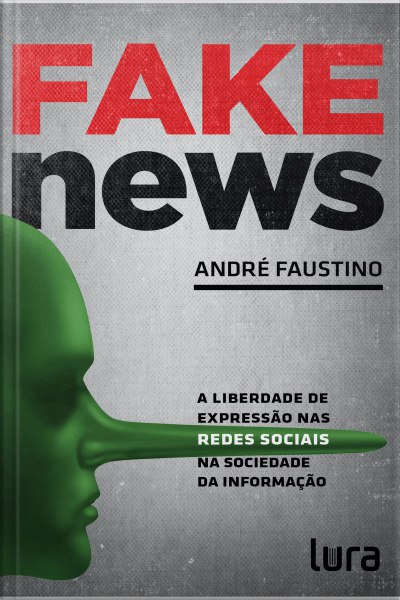 FAKE
news
ANDRÉ FAUSTINO
A LIBERDADE DE
EXPRESSÃO NAS
REDES SOCIAIS
NA SOCIEDADE
DA INFORMAÇÃO
lura